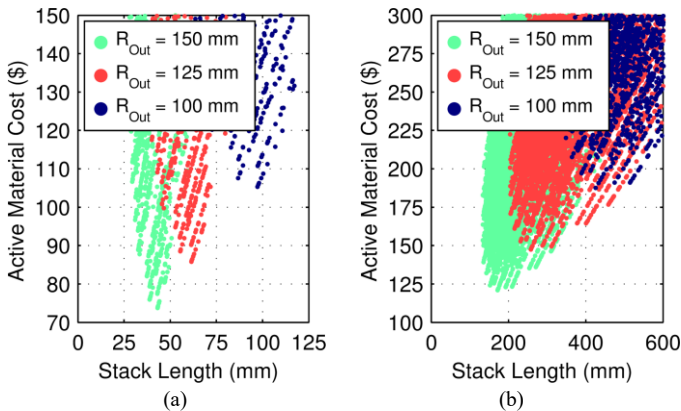 150
140
130
120
110
100
90
80
70
0
25
50
75
100
125
Active Material Cost ($)
Stack Length (mm)
R_Out = 150 mm
R_Out = 125 mm
R_Out = 100 mm
(a)
300
275
250
225
200
175
150
125
100
0
200
400
600
Active Material Cost ($)
Stack Length (mm)
R_Out = 150 mm
R_Out = 125 mm
R_Out = 100 mm
(b)